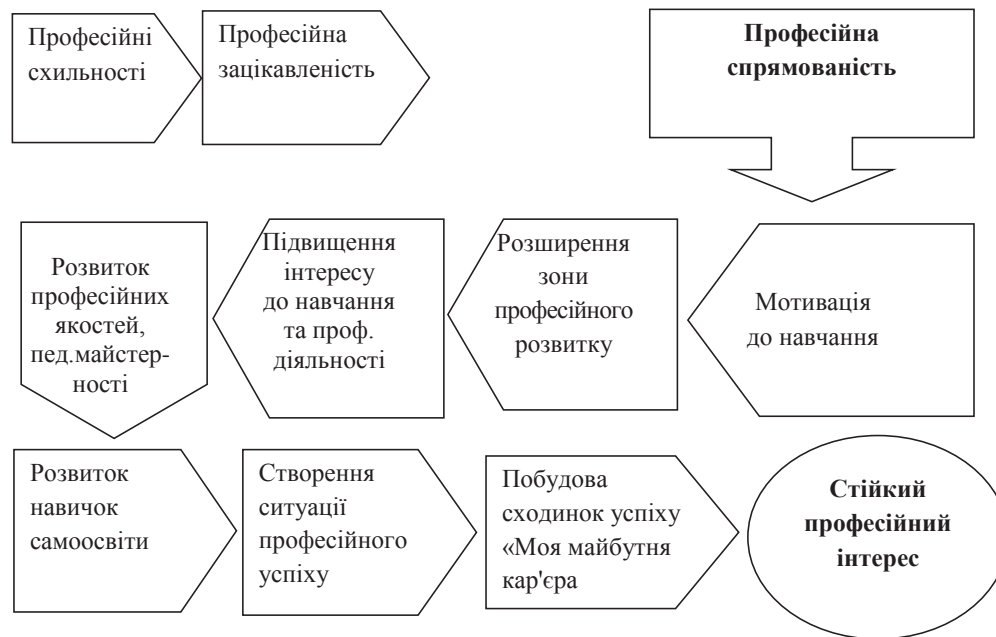 Професійні
схильності
Професійна
зацікавленість
Професійна
спрямованість
Мотивація
до навчання
Розширення
зони
професійного
розвитку
Підвищення
інтересу
до навчання
та проф.
діяльності
Розвиток
професійних
якостей,
пед.майстер-
ності
Розвиток
навичок
самоосвіти
Створення
ситуації
професійного
успіху
Побудова
сходинок успіху
«Моя майбутня
кар'єра
Стійкий
професійний
інтерес